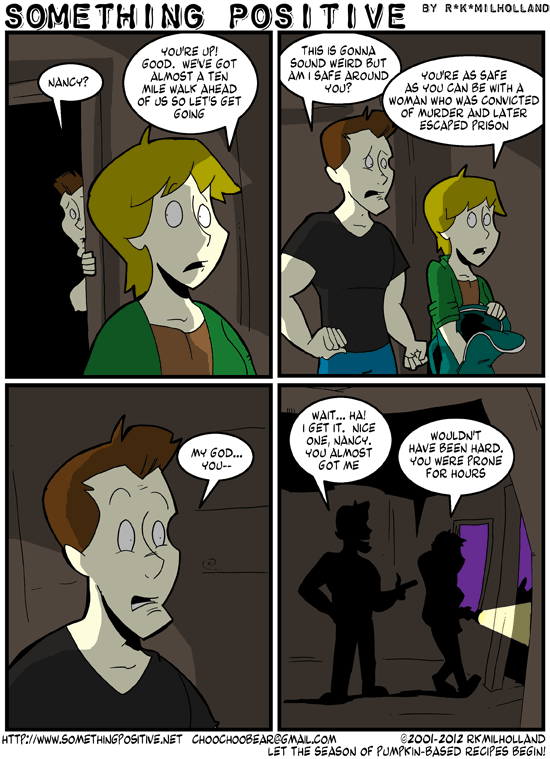 SOMETHING POSITIVE BY R*K*MILHOLLAND
NANCY?
YOU'RE UP!
GOOD. WE'VE GOT
ALMOST A TEN
MILE WALK AHEAD
OF US SO LET'S GET
GOING
THIS IS GONNA
SOUND WEIRD BUT
AM I SAFE AROUND
YOU?
YOU'RE AS SAFE
AS YOU CAN BE WITH A
WOMAN WHO WAS CONVICTED
OF MURDER AND LATER
ESCAPED PRISON
MY GOD...
YOU--
WAIT... HA!
I GET IT. NICE
ONE, NANCY.
YOU ALMOST
GOT ME
WOULDN'T
HAVE BEEN HARD.
YOU WERE PRONE
FOR HOURS
HTTP://WWW.SOMETHINGPOSITIVE.NET CHOOCHOOBEAR@GMAIL.COM ©2001-2012 RKMILHOLLAND
LET THE SEASON OF PUMPKIN-BASED RECIPES BEGIN!